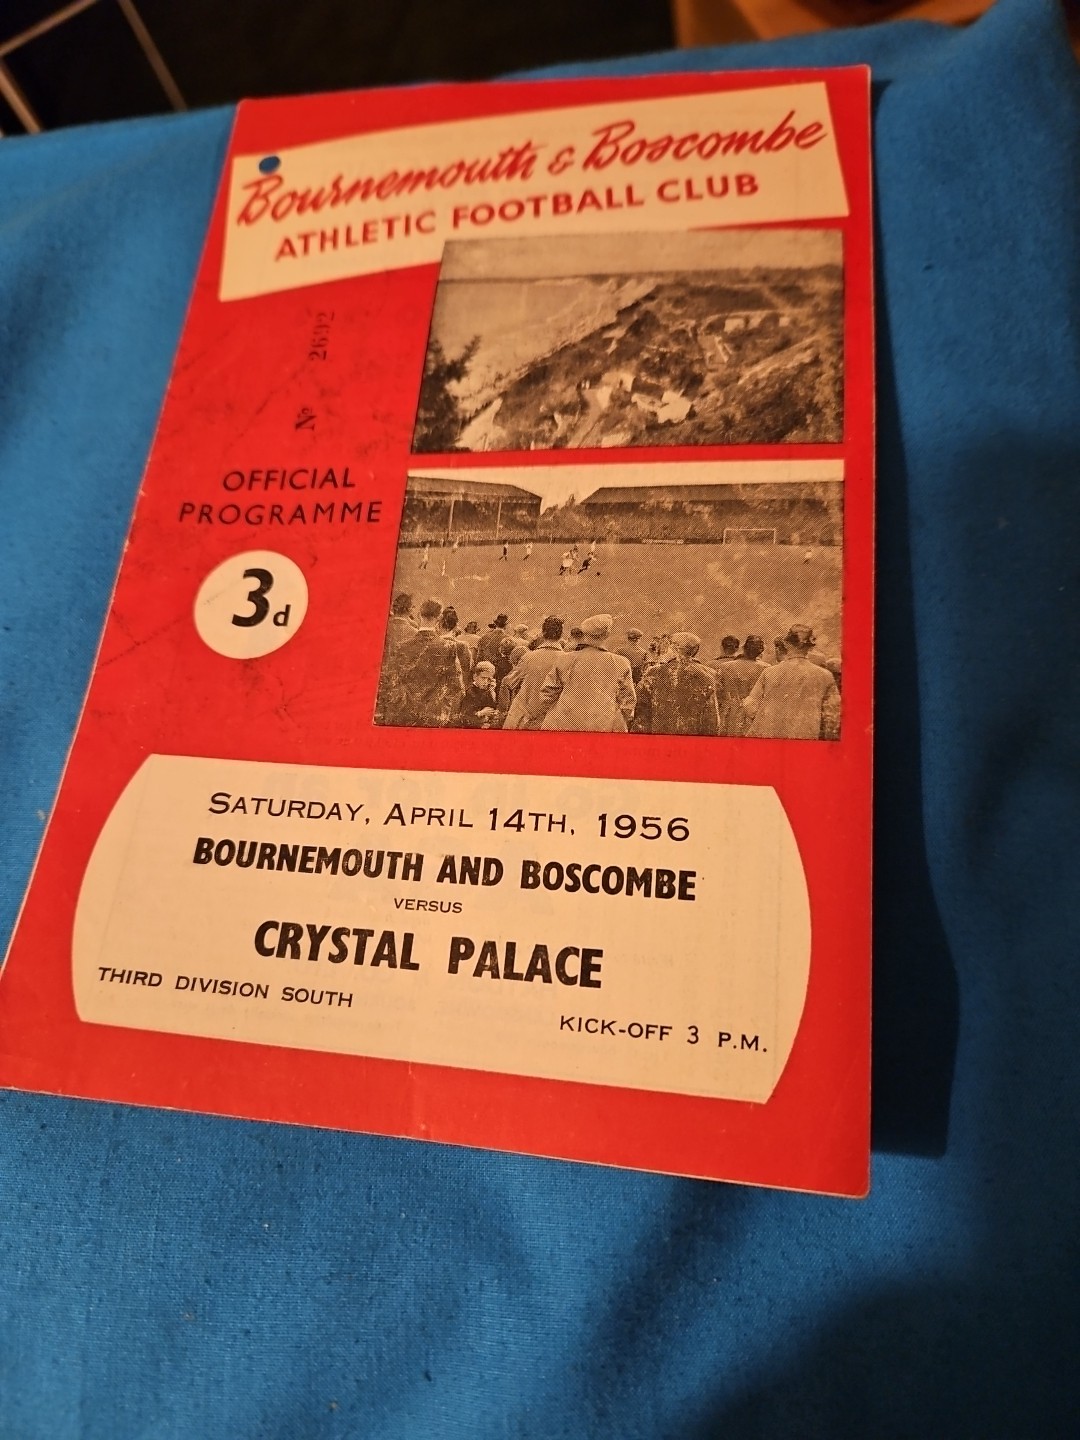 Bournemouth & Boscombe
ATHLETIC FOOTBALL CLUB
No 2692
OFFICIAL
PROGRAMME
3d
SATURDAY, APRIL 14TH, 1956
BOURNEMOUTH AND BOSCOMBE
VERSUS
CRYSTAL PALACE
THIRD DIVISION SOUTH
KICK-OFF 3 P.M.